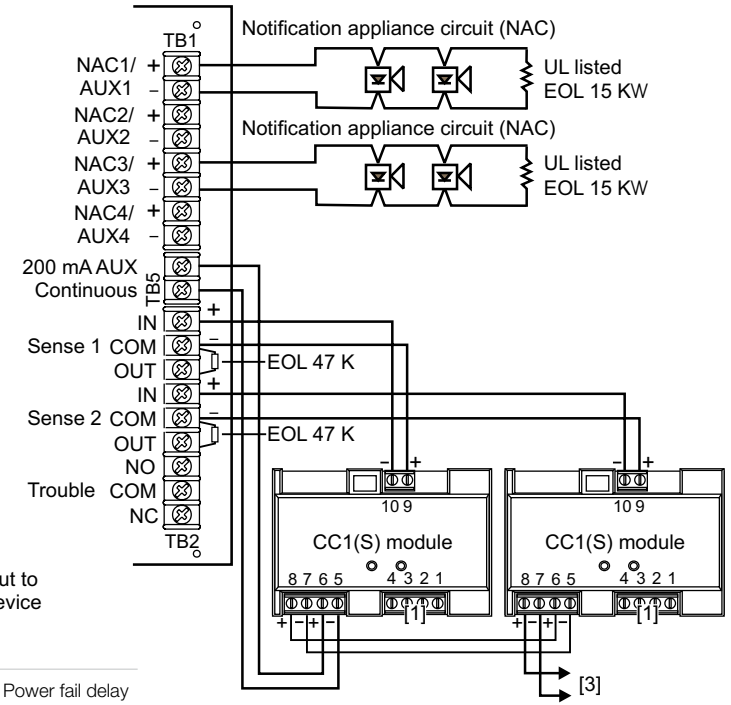 TB1
Notification appliance circuit (NAC)
NAC1/ +
AUX1 –
UL listed
EOL 15 KW
NAC2/ +
AUX2 –
Notification appliance circuit (NAC)
NAC3/ +
AUX3 –
UL listed
EOL 15 KW
NAC4/ +
AUX4 –
200 mA AUX
Continuous
TB5
IN +
Sense 1 COM –
OUT
EOL 47 K
IN +
Sense 2 COM –
OUT
EOL 47 K
NO
Trouble COM
NC
TB2
– +
10 9
CC1(S) module
8 7 6 5 4 3 2 1
+ – + –
[1]
– +
10 9
CC1(S) module
8 7 6 5 4 3 2 1
+ – + –
[1]
[3]
ut to
evice
Power fail delay